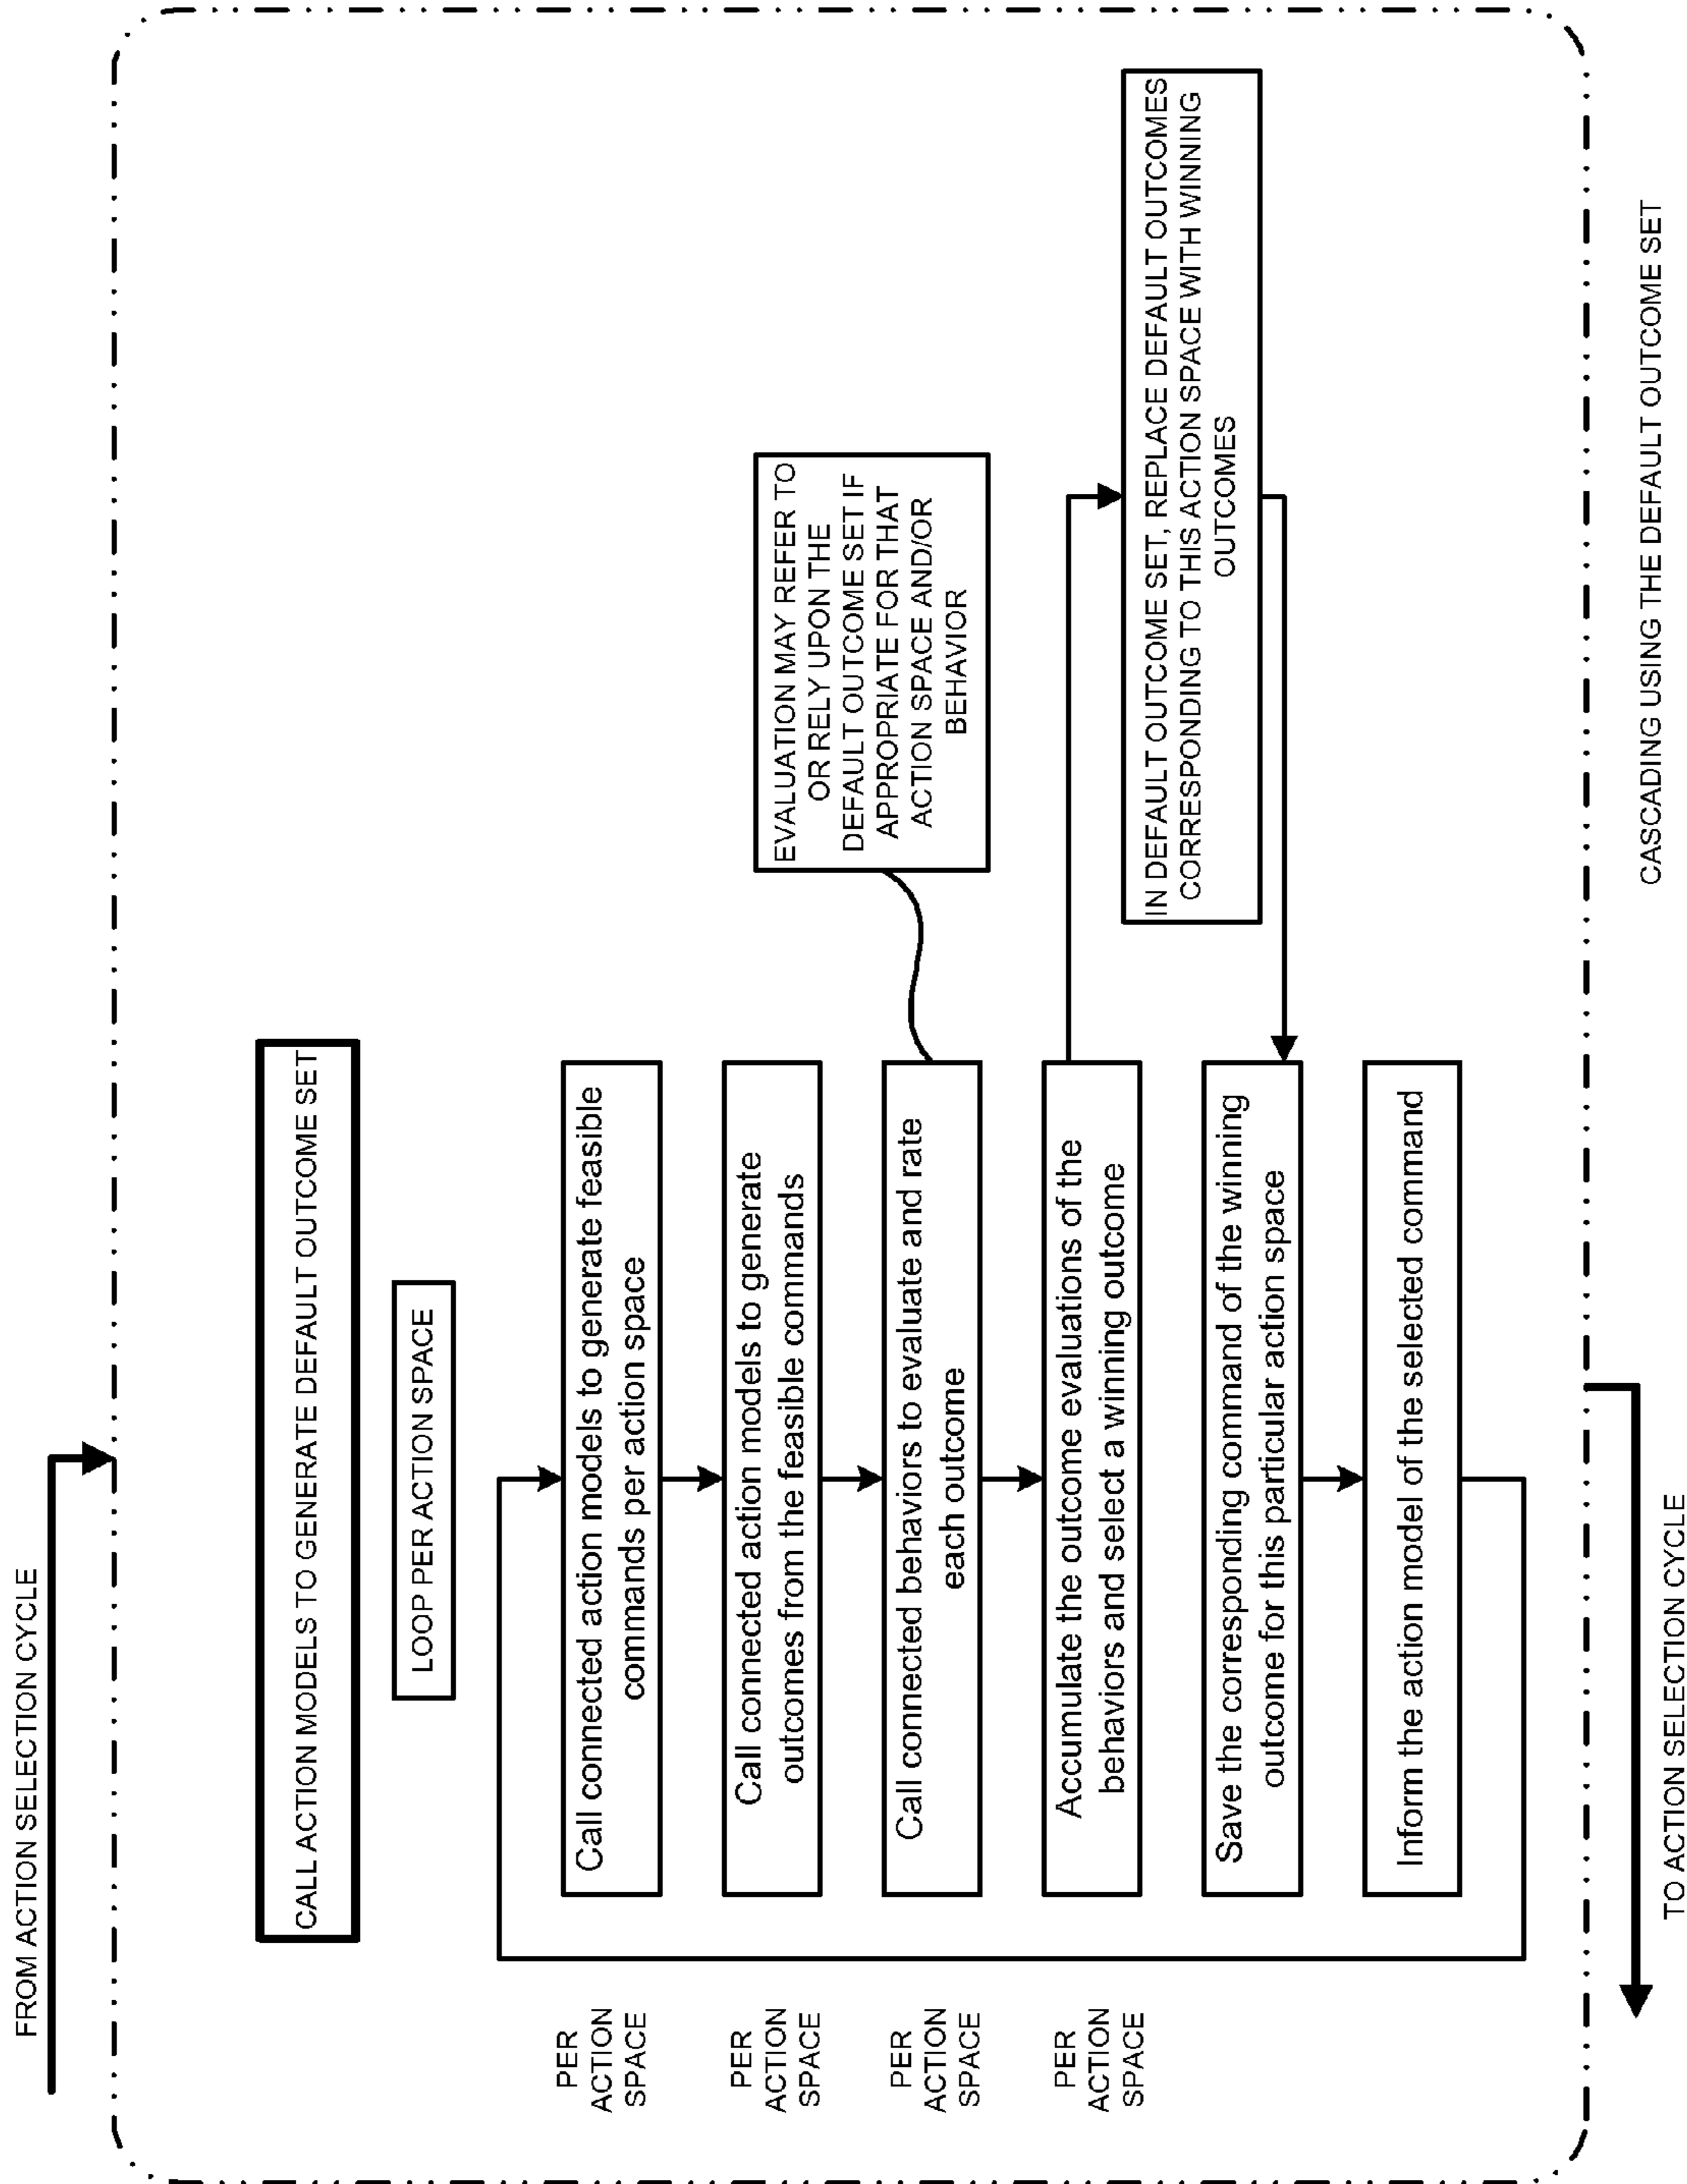 FROM ACTION SELECTION CYCLE
CALL ACTION MODELS TO GENERATE DEFAULT OUTCOME SET
LOOP PER ACTION SPACE
PER
ACTION
SPACE
Call connected action models to generate feasible
commands per action space
PER
ACTION
SPACE
Call connected action models to generate
outcomes from the feasible commands
PER
ACTION
SPACE
Call connected behaviors to evaluate and rate
each outcome
EVALUATION MAY REFER TO
OR RELY UPON THE
DEFAULT OUTCOME SET IF
APPROPRIATE FOR THAT
ACTION SPACE AND/OR
BEHAVIOR
PER
ACTION
SPACE
Accumulate the outcome evaluations of the
behaviors and select a winning outcome
IN DEFAULT OUTCOME SET, REPLACE DEFAULT OUTCOMES
CORRESPONDING TO THIS ACTION SPACE WITH WINNING
OUTCOMES
Save the corresponding command of the winning
outcome for this particular action space
Inform the action model of the selected command
TO ACTION SELECTION CYCLE
CASCADING USING THE DEFAULT OUTCOME SET